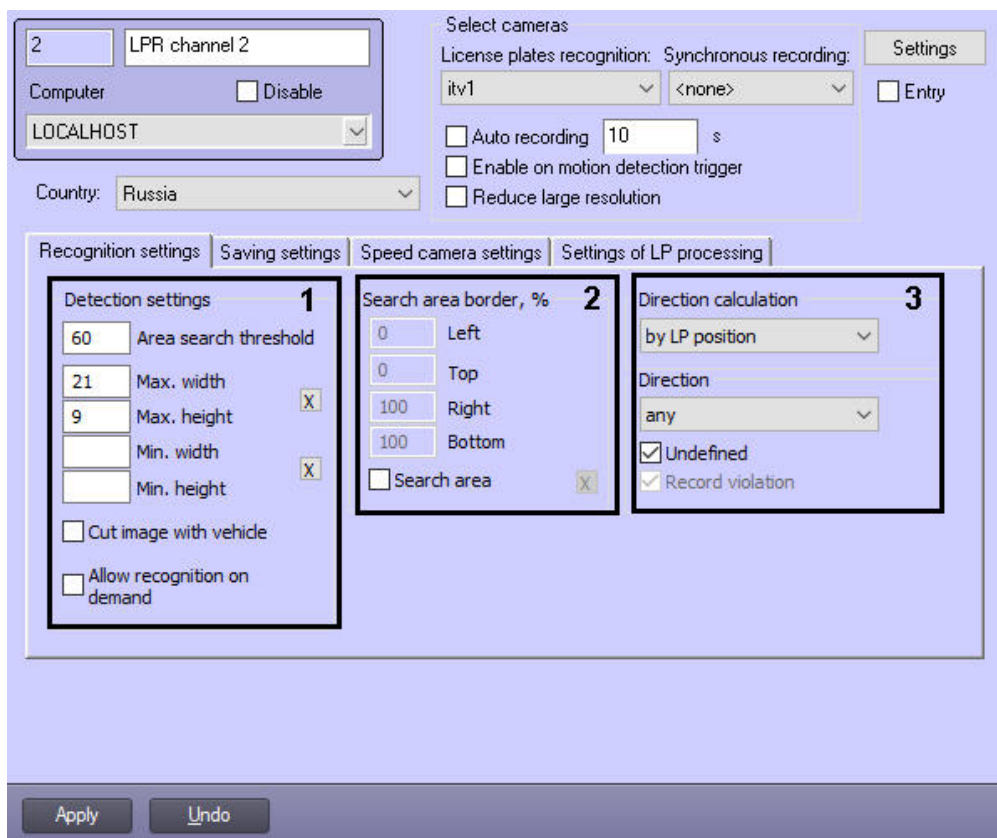 2 LPR channel 2
Computer Disable
LOCALHOST
Country: Russia
Select cameras
License plates recognition: Synchronous recording:
itv1 <none>
Auto recording 10 s
Enable on motion detection trigger
Reduce large resolution
Settings
Entry
Recognition settings Saving settings Speed camera settings Settings of LP processing
Detection settings 1
60 Area search threshold
21 Max. width
9 Max. height
X
Min. width
Min. height
X
Cut image with vehicle
Allow recognition on
demand
Search area border, % 2
0 Left
0 Top
100 Right
100 Bottom
Search area X
Direction calculation 3
by LP position
Direction
any
Undefined
Record violation
Apply Undo